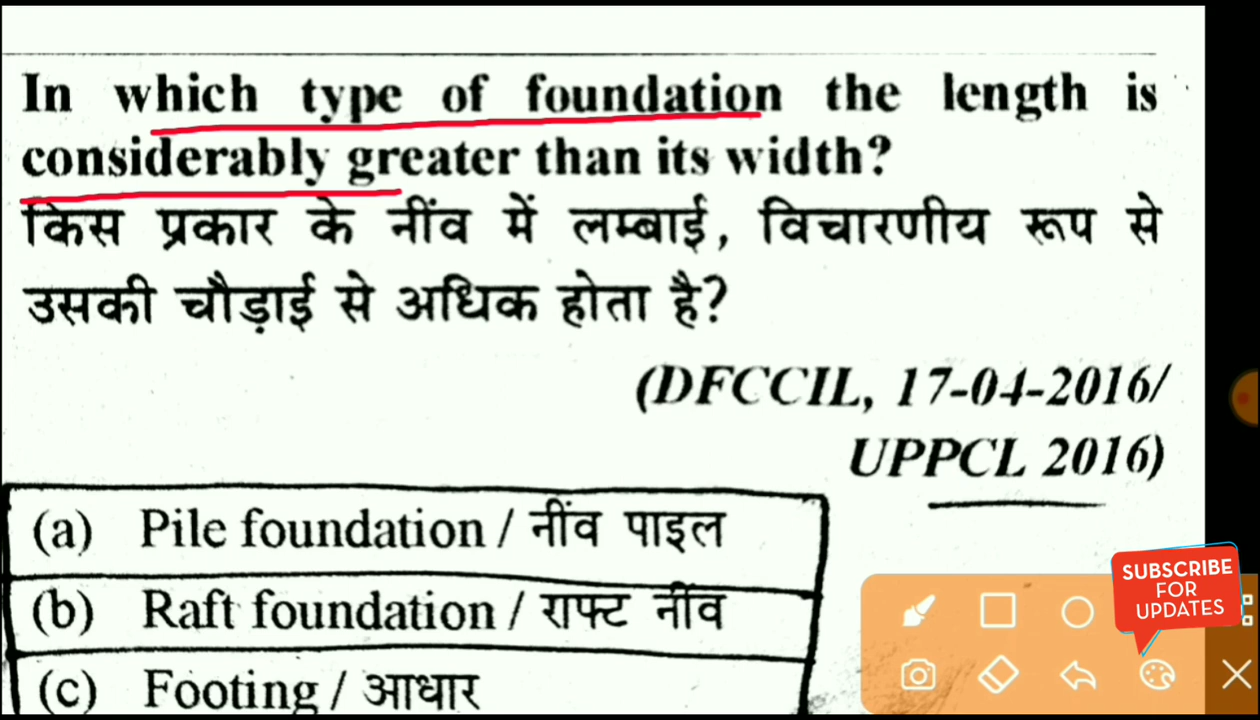 In which type of foundation the length is
considerably greater than its width?
किस प्रकार के नींव में लम्बाई, विचारणीय रूप से
उसकी चौड़ाई से अधिक होता है?
(DFCCIL, 17-04-2016/
UPPCL 2016)
(a) Pile foundation / नींव पाइल
(b) Raft foundation / राफ्ट नींव
(c) Footing / आधार
SUBSCRIBE
FOR
UPDATES